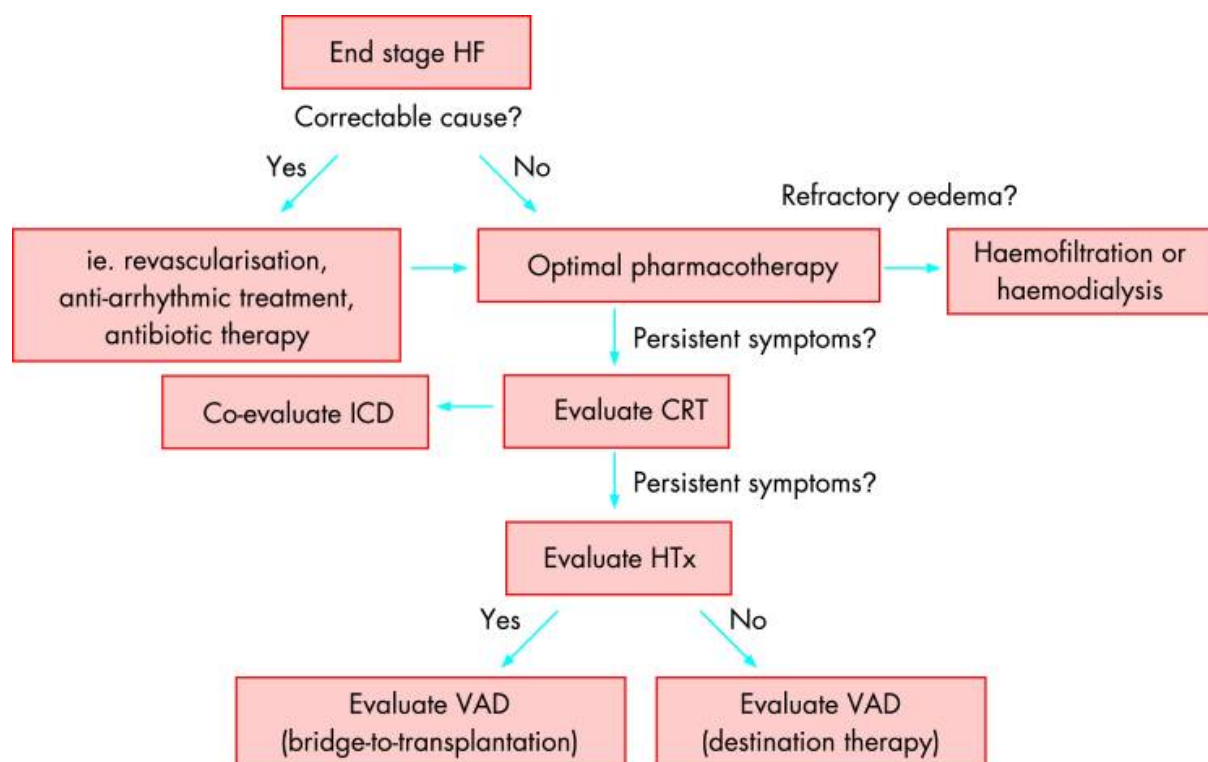 End stage HF
Correctable cause?
Yes
No
Refractory oedema?
ie. revascularisation,
anti-arrhythmic treatment,
antibiotic therapy
Optimal pharmacotherapy
Haemofiltration or
haemodialysis
Persistent symptoms?
Co-evaluate ICD
Evaluate CRT
Persistent symptoms?
Evaluate HTx
Yes
No
Evaluate VAD
(bridge-to-transplantation)
Evaluate VAD
(destination therapy)